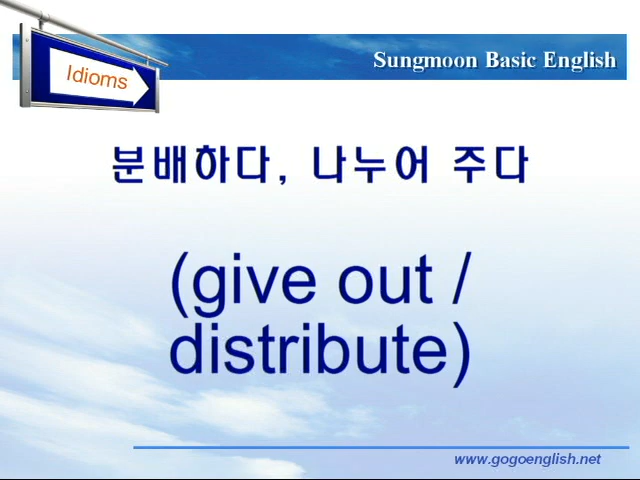 Sungmoon Basic English
Idioms
분배하다, 나누어 주다
(give out /
distribute)
www.gogoenglish.net